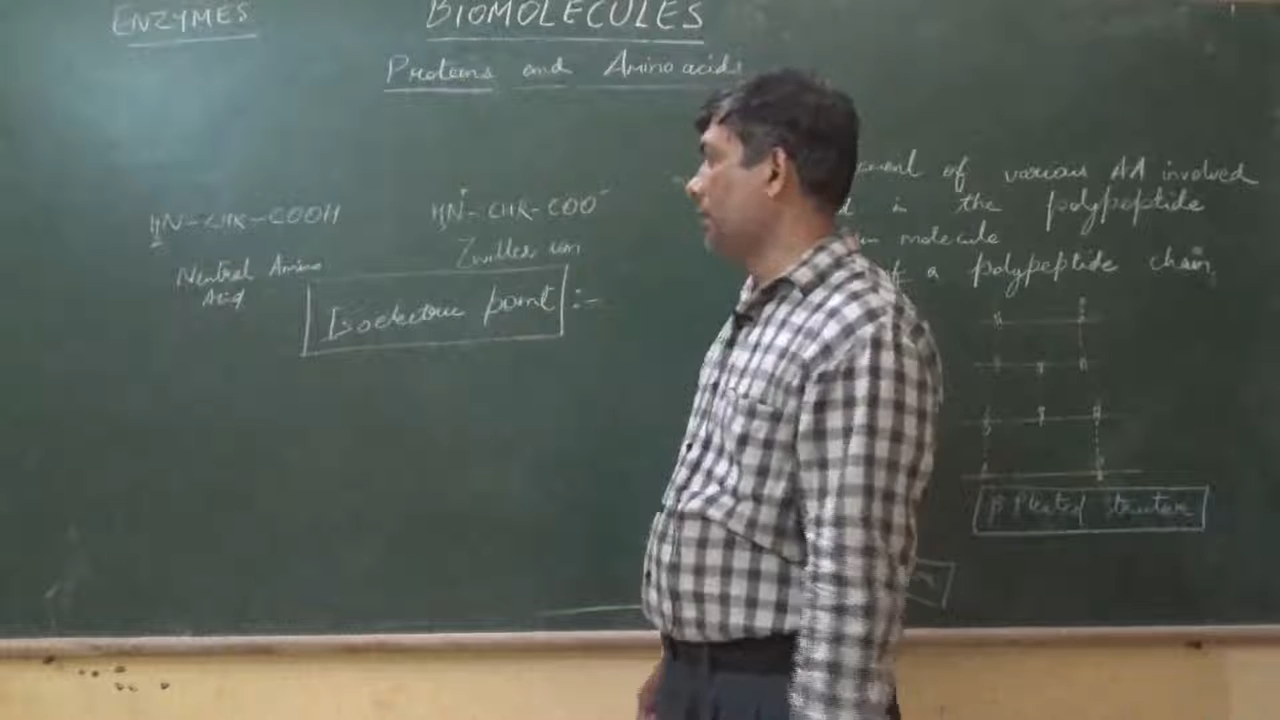 ENZYMES
BIOMOLECULES
Proteins and Amino acids
H2N-CHR-COOH
H3N+-CHR-COO-
Neutral Amino Acid
Zwitter ion
Isoelectric point :-
of various AA involved
in the polypeptide
molecule
of a polypeptide chain
β Pleated structure